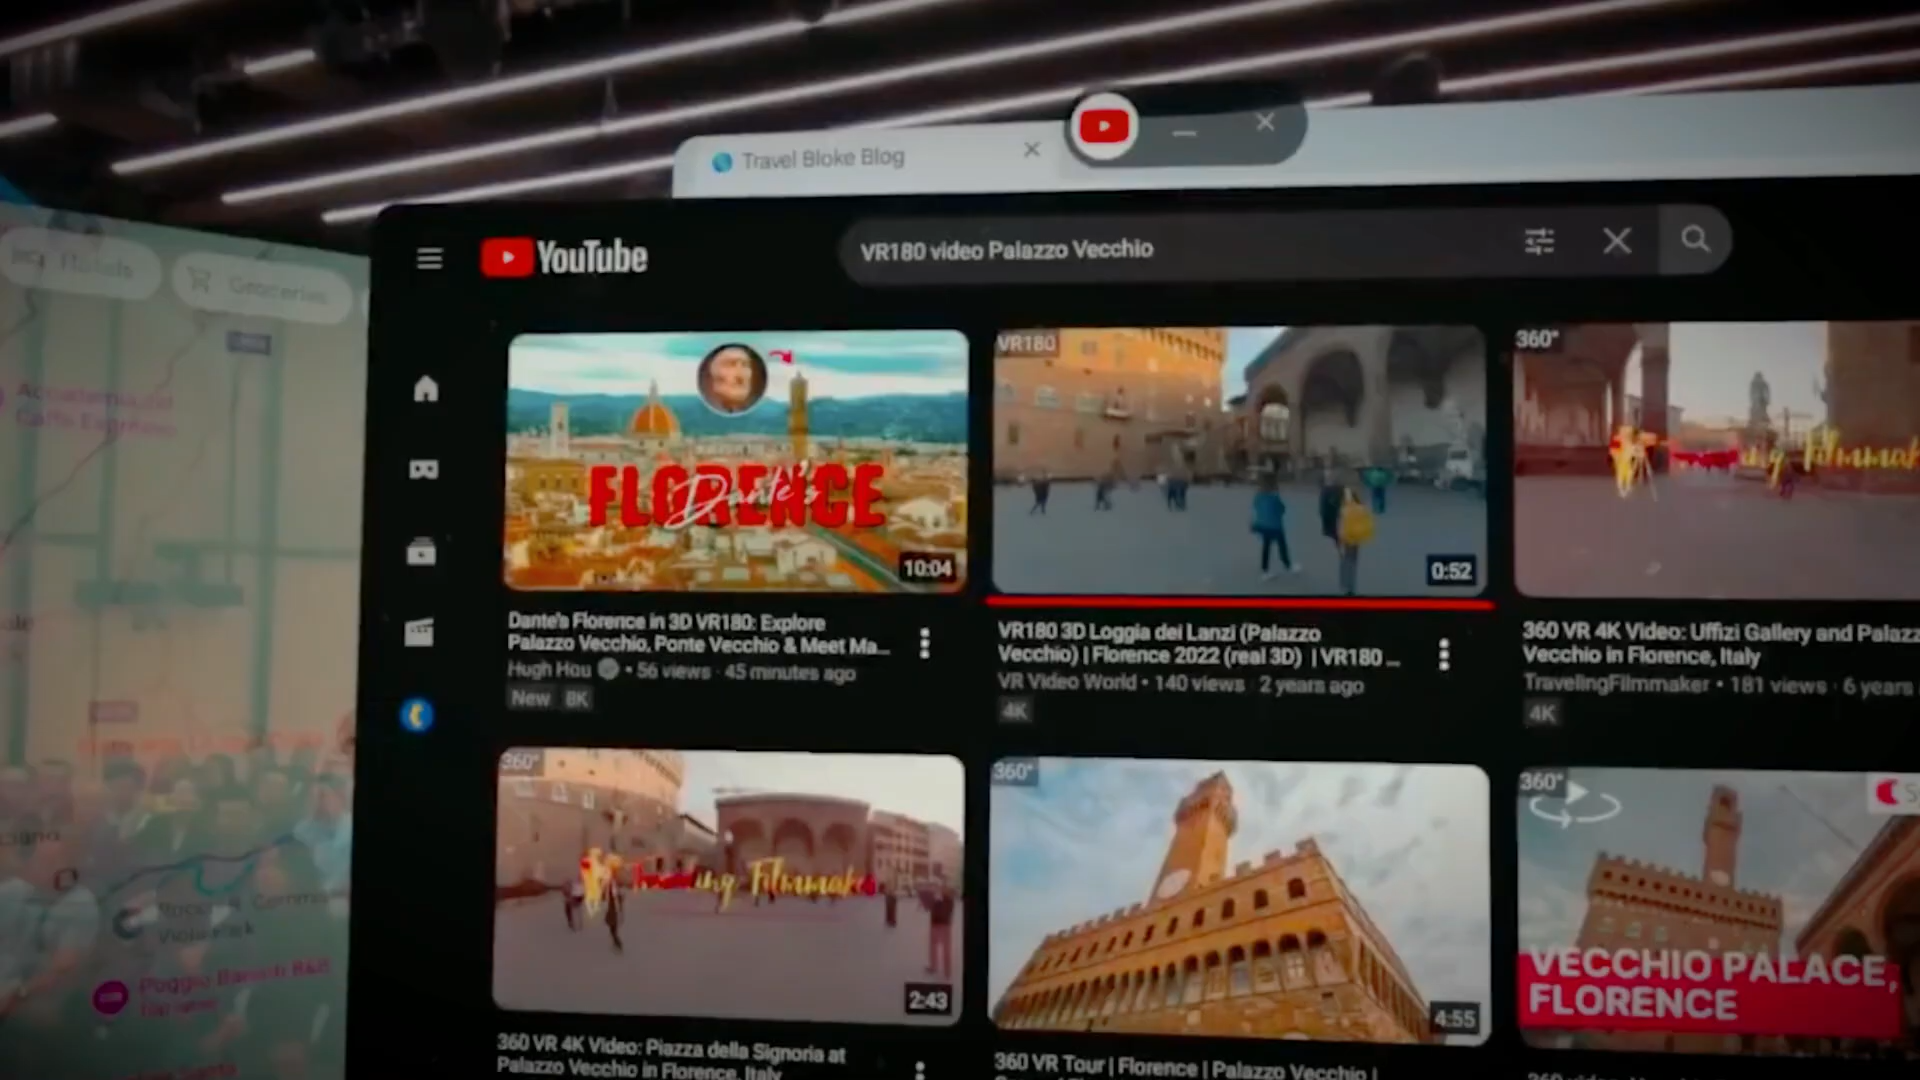 Travel Bloke Blog
YouTube
VR180 video Palazzo Vecchio
Groceries
FLORENCE
Dante's
10:04
Dante's Florence in 3D VR180: Explore
Palazzo Vecchio, Ponte Vecchio & Meet Ma...
Hugh Hou • 56 views · 45 minutes ago
New 8K
VR180
0:52
VR180 3D Loggia dei Lanzi (Palazzo
Vecchio) | Florence 2022 (real 3D) | VR180 ...
VR Video World • 140 views · 2 years ago
4K
360°
360 VR 4K Video: Uffizi Gallery and Palazz
Vecchio in Florence, Italy
TravelingFilmmaker • 181 views · 6 years
4K
360°
Filmmaker
2:43
360 VR 4K Video: Piazza della Signoria at
Palazzo Vecchio in Florence, Italy
360°
4:55
360 VR Tour | Florence | Palazzo Vecchio |
360°
VECCHIO PALACE,
FLORENCE